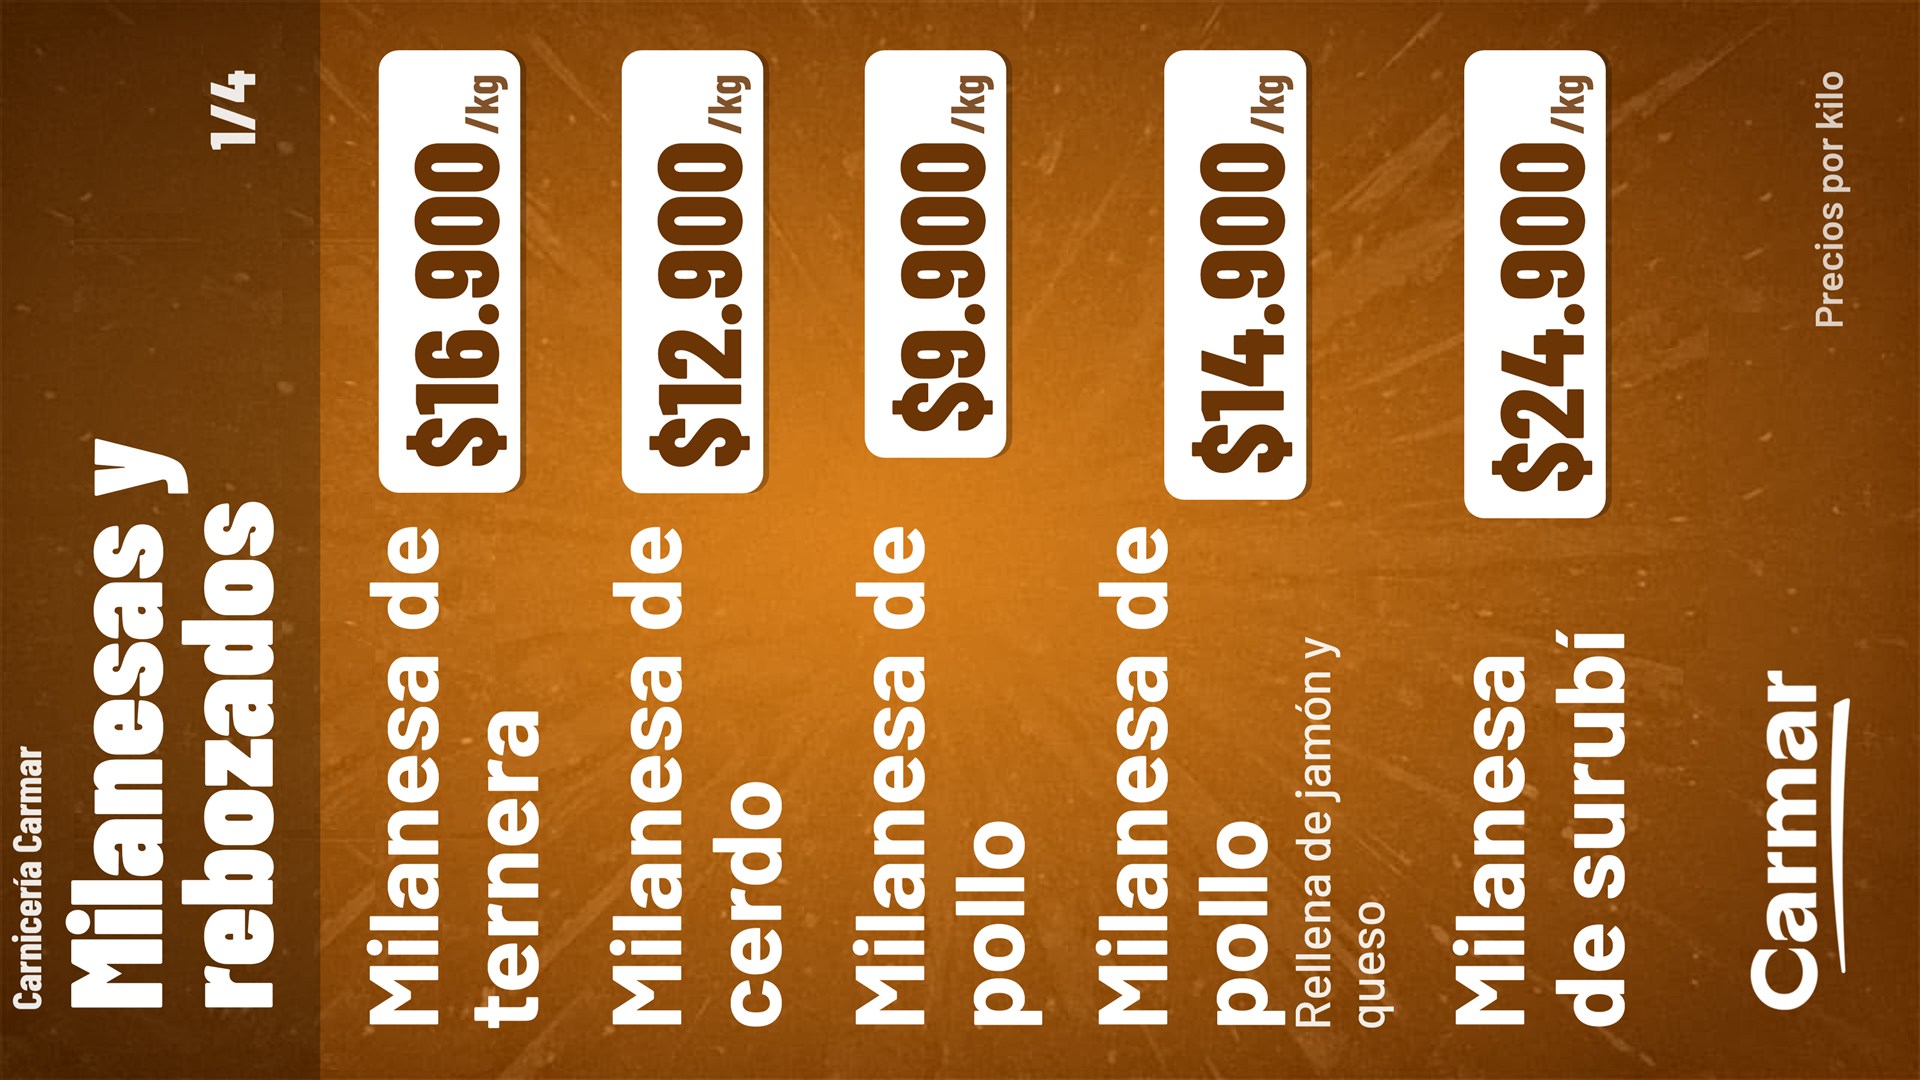 Carnicería Carmar
Milanesas y
rebozados
1/4
Milanesa de
ternera
$16.900/kg
Milanesa de
cerdo
$12.900/kg
Milanesa de
pollo
$9.900/kg
Milanesa de
pollo
Rellena de jamón y
queso
$14.900/kg
Milanesa
de surubí
$24.900/kg
Carmar
Precios por kilo